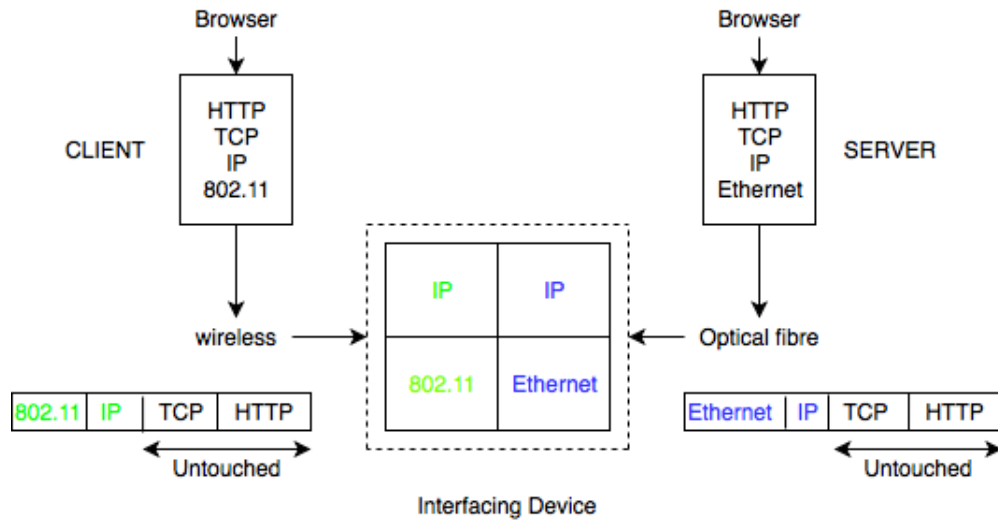 Browser
Browser
CLIENT
HTTP
TCP
IP
802.11
HTTP
TCP
IP
Ethernet
SERVER
IP IP
802.11 Ethernet
wireless
Optical fibre
802.11 IP TCP HTTP
Untouched
Ethernet IP TCP HTTP
Untouched
Interfacing Device